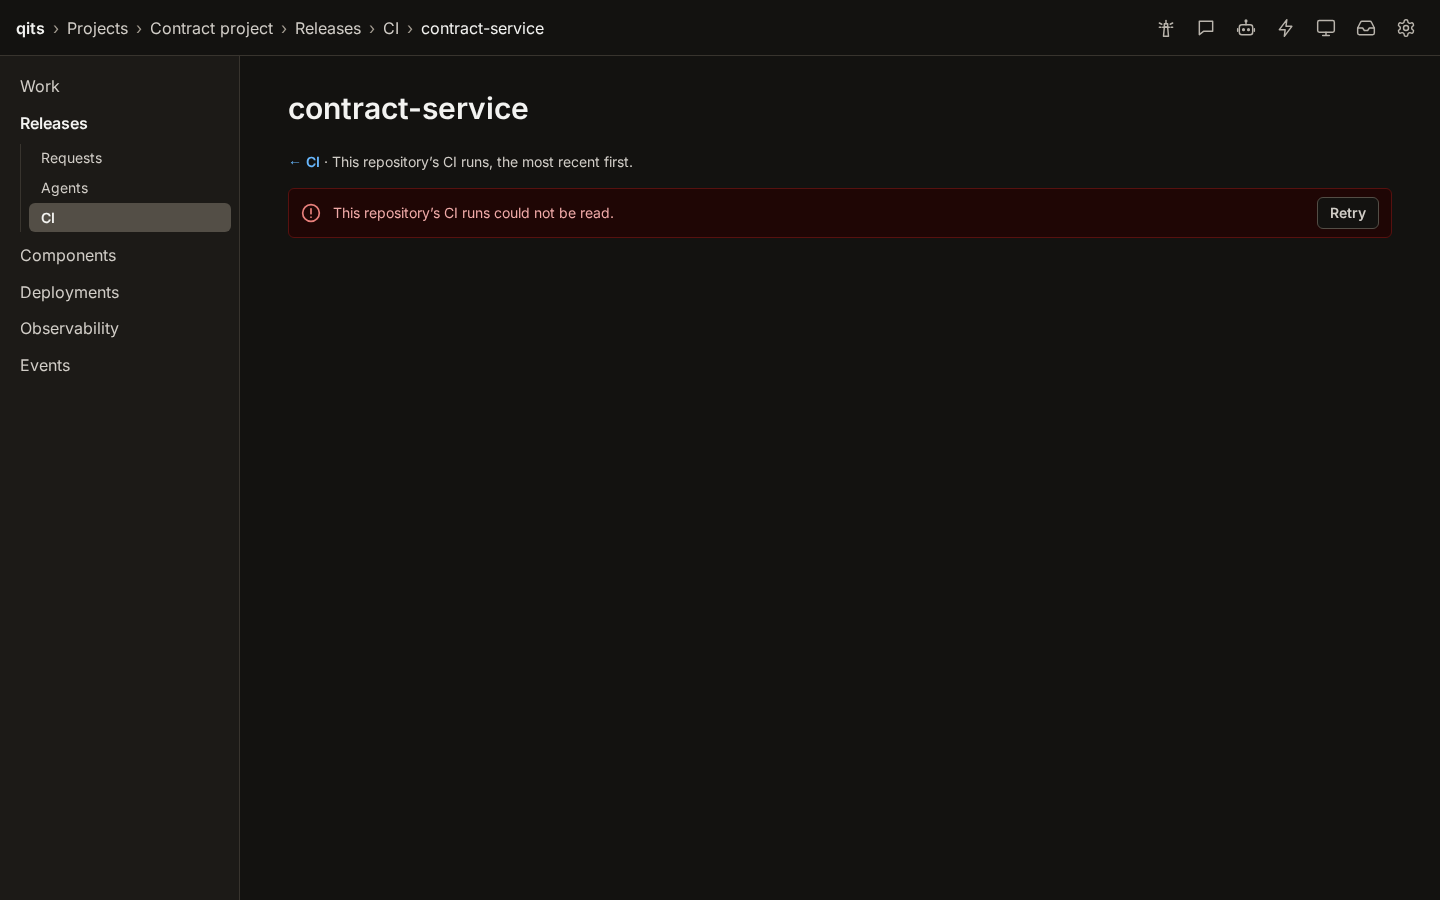 qits › Projects › Contract project › Releases › CI › contract-service
Work
Releases
Requests
Agents
CI
Components
Deployments
Observability
Events
contract-service
← CI · This repository’s CI runs, the most recent first.
This repository’s CI runs could not be read.
Retry